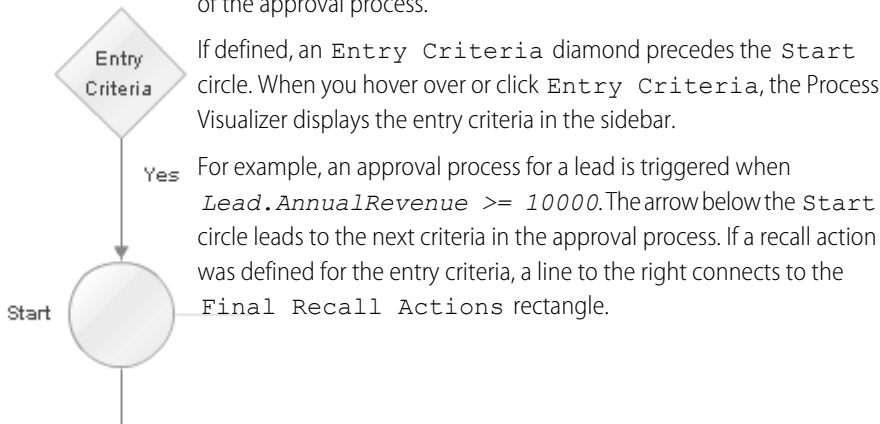 of the approval process.
Entry
Criteria
If defined, an Entry Criteria diamond precedes the Start
circle. When you hover over or click Entry Criteria, the Process
Visualizer displays the entry criteria in the sidebar.
Yes
For example, an approval process for a lead is triggered when
Lead.AnnualRevenue >= 10000. The arrow below the Start
circle leads to the next criteria in the approval process. If a recall action
was defined for the entry criteria, a line to the right connects to the
Final Recall Actions rectangle.
Start